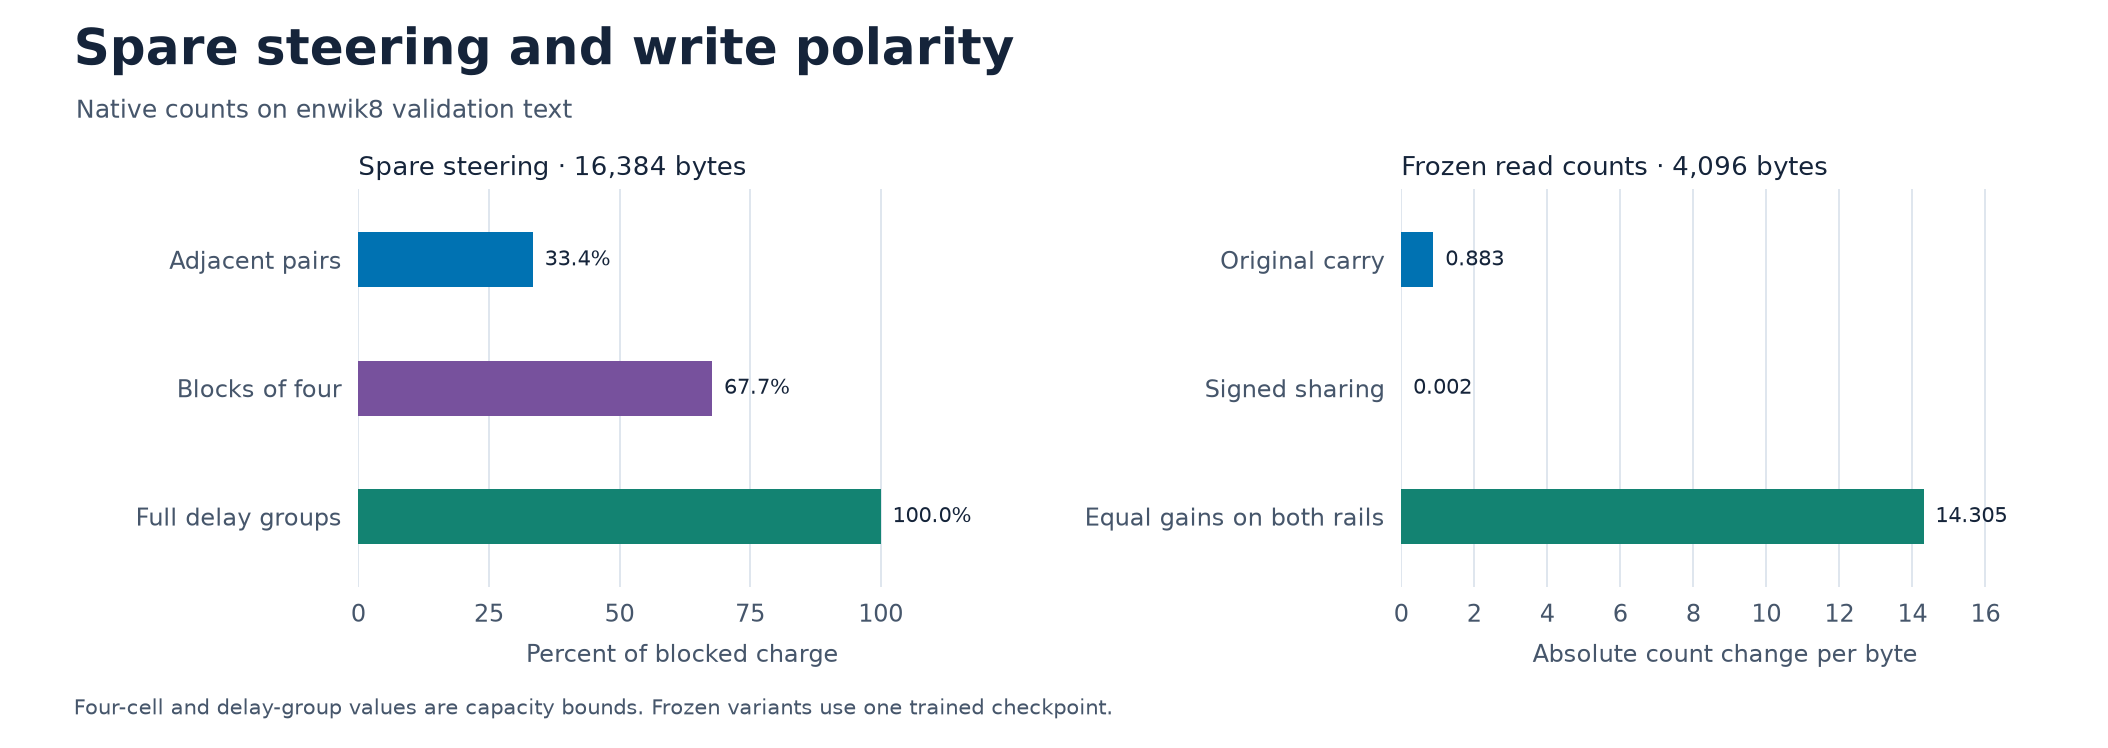 Spare steering and write polarity
Native counts on enwik8 validation text
Spare steering · 16,384 bytes
Adjacent pairs
33.4%
Blocks of four
67.7%
Full delay groups
100.0%
0 25 50 75 100
Percent of blocked charge
Frozen read counts · 4,096 bytes
Original carry
0.883
Signed sharing
0.002
Equal gains on both rails
14.305
0 2 4 6 8 10 12 14 16
Absolute count change per byte
Four-cell and delay-group values are capacity bounds. Frozen variants use one trained checkpoint.